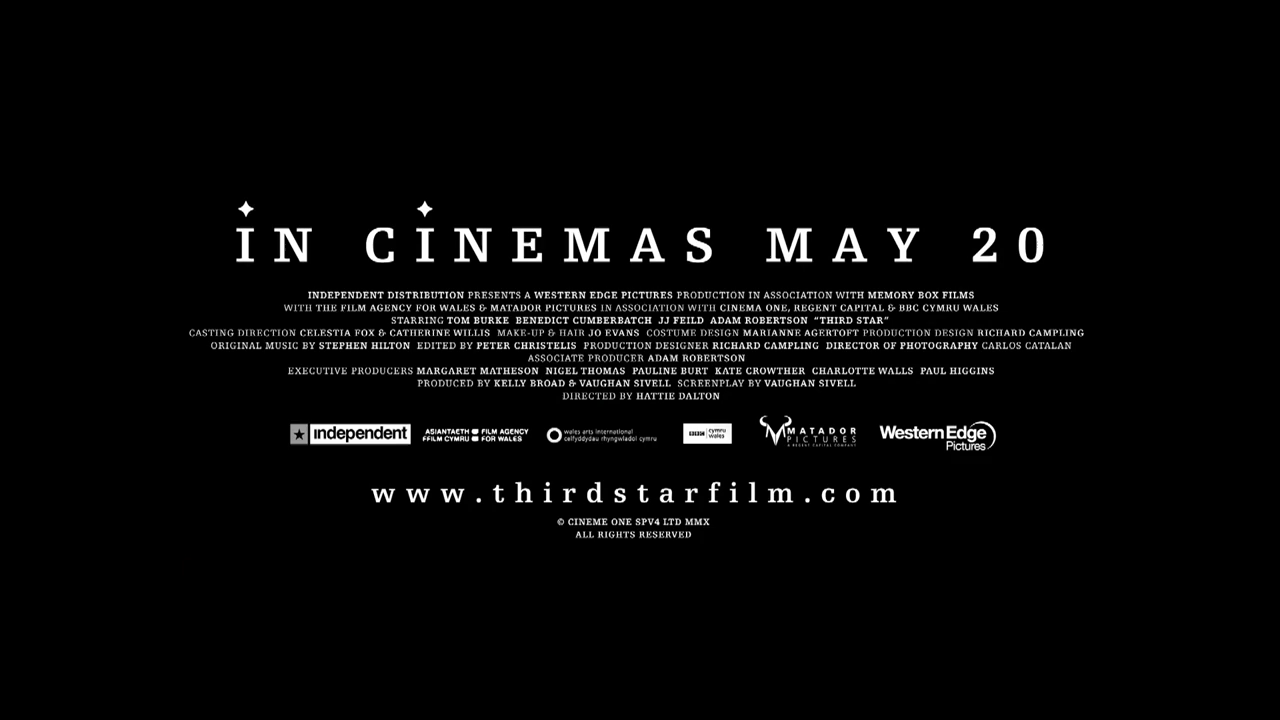 IN CINEMAS MAY 20
INDEPENDENT DISTRIBUTION PRESENTS A WESTERN EDGE PICTURES PRODUCTION IN ASSOCIATION WITH MEMORY BOX FILMS
WITH THE FILM AGENCY FOR WALES & MATADOR PICTURES IN ASSOCIATION WITH CINEMA ONE, REGENT CAPITAL & BBC CYMRU WALES
STARRING TOM BURKE BENEDICT CUMBERBATCH JJ FEILD ADAM ROBERTSON “THIRD STAR”
CASTING DIRECTION CELESTIA FOX & CATHERINE WILLIS MAKE-UP & HAIR JO EVANS COSTUME DESIGN MARIANNE AGERTOFT PRODUCTION DESIGN RICHARD CAMPLING
ORIGINAL MUSIC BY STEPHEN HILTON EDITED BY PETER CHRISTELIS PRODUCTION DESIGNER RICHARD CAMPLING DIRECTOR OF PHOTOGRAPHY CARLOS CATALAN
ASSOCIATE PRODUCER ADAM ROBERTSON
EXECUTIVE PRODUCERS MARGARET MATHESON NIGEL THOMAS PAULINE BURT KATE CROWTHER CHARLOTTE WALLS PAUL HIGGINS
PRODUCED BY KELLY BROAD & VAUGHAN SIVELL SCREENPLAY BY VAUGHAN SIVELL
DIRECTED BY HATTIE DALTON
independent
ASIANTAETH FILM AGENCY
FFILM CYMRU FOR WALES
wales arts international
celfyddydau rhyngwladol cymru
BBC cymru
wales
MATADOR
PICTURES
A REGENT CAPITAL COMPANY
Western Edge
Pictures
www.thirdstarfilm.com
© CINEME ONE SPV4 LTD MMX
ALL RIGHTS RESERVED